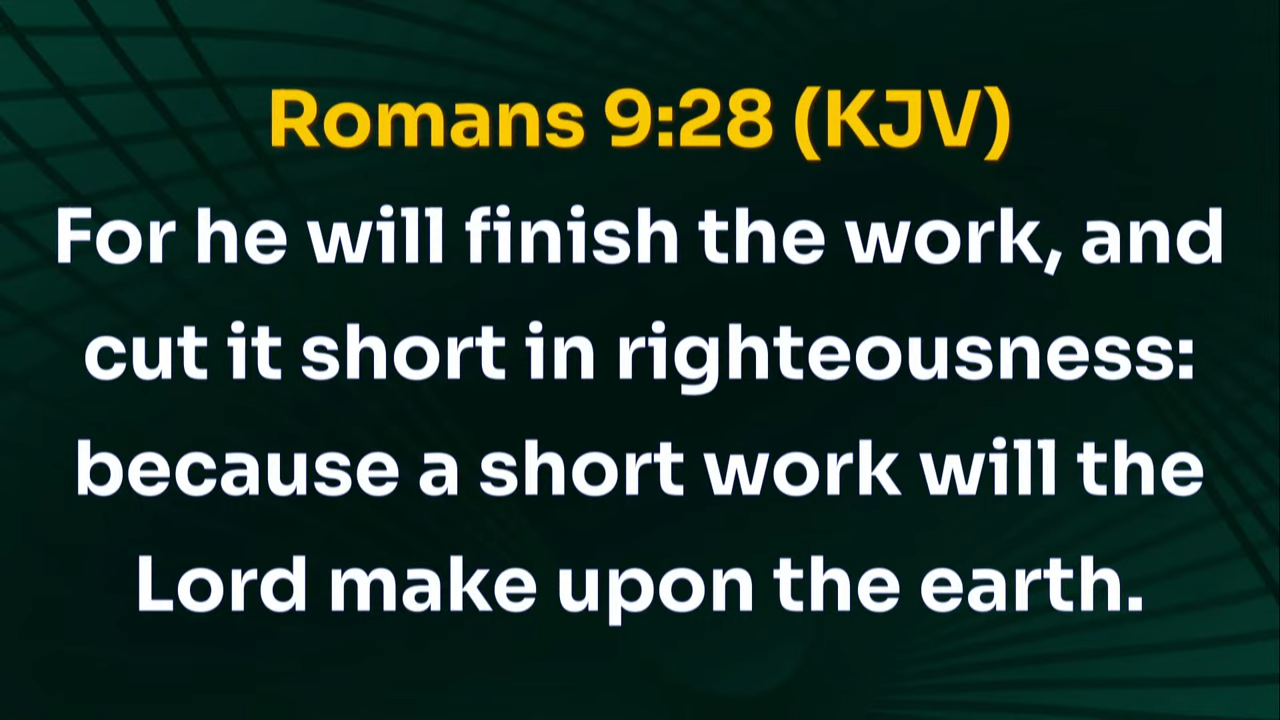 Romans 9:28 (KJV)
For he will finish the work, and
cut it short in righteousness:
because a short work will the
Lord make upon the earth.